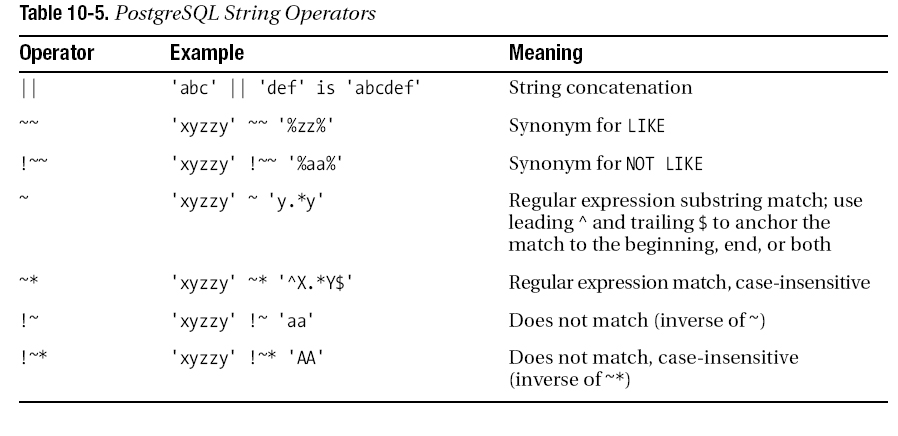 Table 10-5. PostgreSQL String Operators
Operator Example Meaning
|| 'abc' || 'def' is 'abcdef' String concatenation
~~ 'xyzzy' ~~ '%zz%' Synonym for LIKE
!~~ 'xyzzy' !~~ '%aa%' Synonym for NOT LIKE
~ 'xyzzy' ~ 'y.*y' Regular expression substring match; use
leading ^ and trailing $ to anchor the
match to the beginning, end, or both
~* 'xyzzy' ~* '^X.*Y$' Regular expression match, case-insensitive
!~ 'xyzzy' !~ 'aa' Does not match (inverse of ~)
!~* 'xyzzy' !~* 'AA' Does not match, case-insensitive
(inverse of ~*)